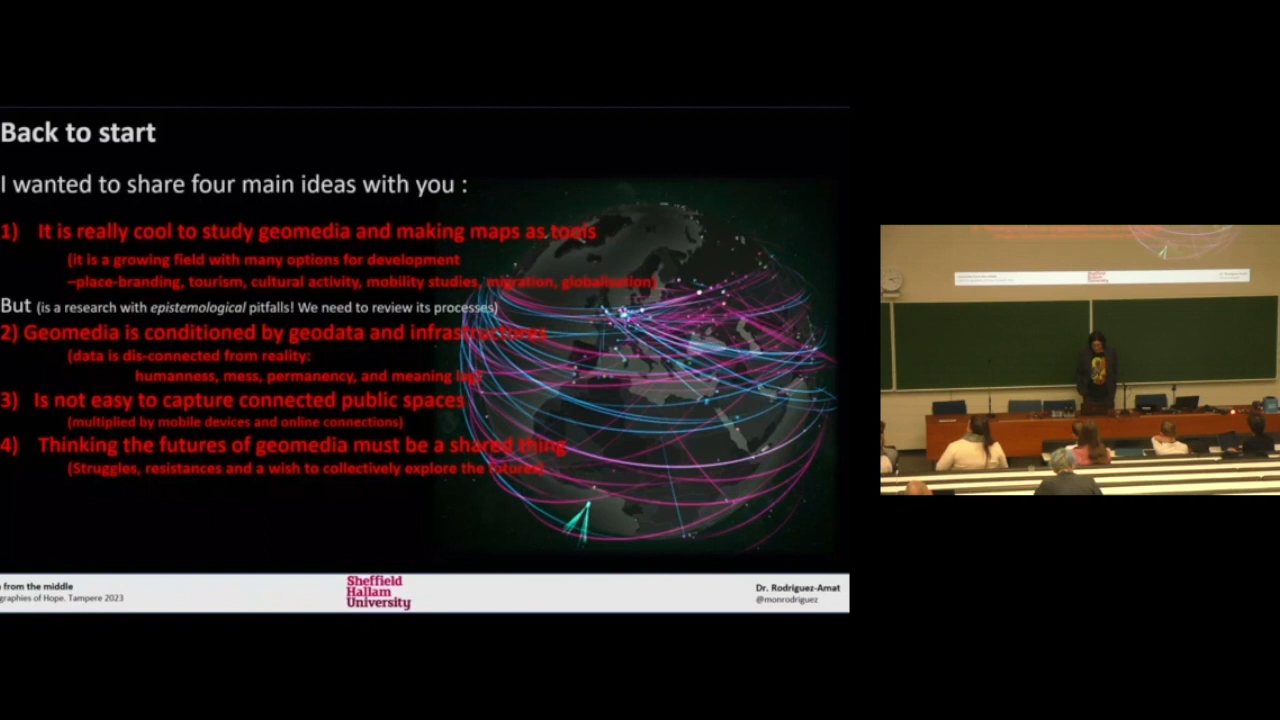 Back to start
I wanted to share four main ideas with you :
1) It is really cool to study geomedia and making maps as tools
(it is a growing field with many options for development
–place-branding, tourism, cultural activity, mobility studies, migration, globalisation)
But (is a research with epistemological pitfalls! We need to review its processes)
2) Geomedia is conditioned by geodata and infrastructures
(data is dis-connected from reality:
humanness, mess, permanency, and meaning
3) Is not easy to capture connected public spaces
(multiplied by mobile devices and online connections)
4) Thinking the futures of geomedia must be a shared thing
(Struggles, resistances and a wish to collectively explore the futures)
from the middle
graphies of Hope. Tampere 2023
Sheffield
Hallam
University
Dr. Rodriguez-Amat
@monrodriguez
Sheffield
Hallam
University